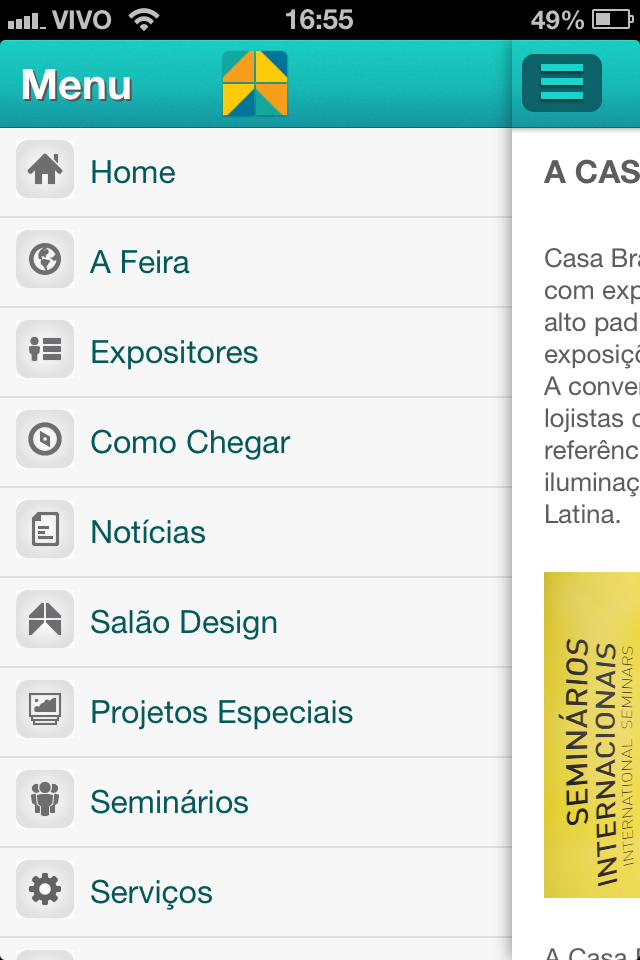 VIVO 16:55 49%
Menu
Home
A Feira
Expositores
Como Chegar
Notícias
Salão Design
Projetos Especiais
Seminários
Serviços
A CAS
Casa Bra
com exp
alto pad
exposiçõ
A conver
lojistas
referênc
iluminaç
Latina.
SEMINÁRIOS
INTERNACIONAIS
INTERNATIONAL SEMINARS
A Casa